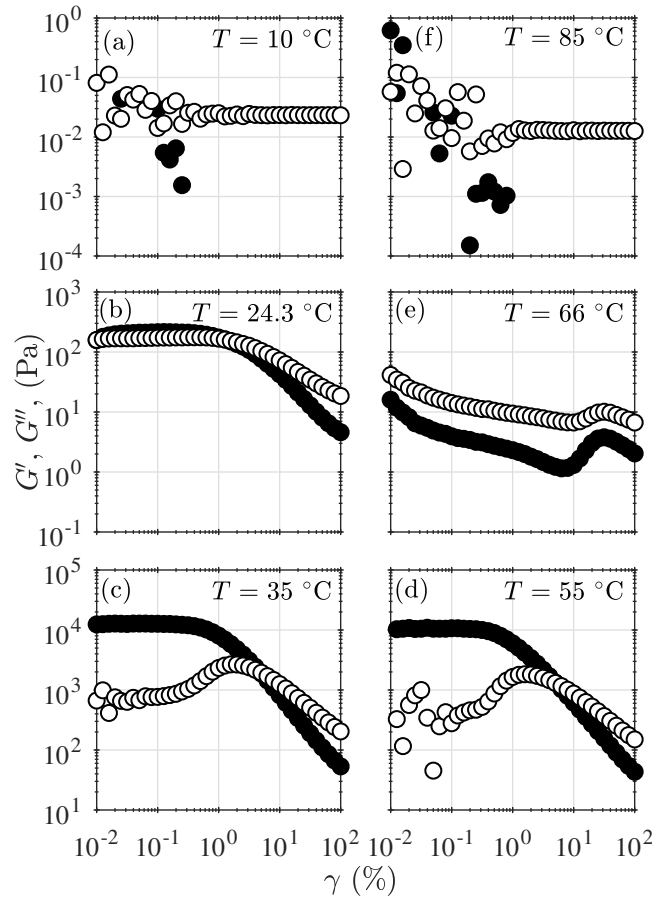 10^0
10^-1
10^-2
10^-3
10^-4
(a)
T = 10 °C
(f)
T = 85 °C
10^3
10^2
10^1
10^0
10^-1
(b)
T = 24.3 °C
(e)
T = 66 °C
G′, G″, (Pa)
10^5
10^4
10^3
10^2
10^1
(c)
T = 35 °C
(d)
T = 55 °C
10^-2 10^-1 10^0 10^1 10^-2 10^-1 10^0 10^1 10^2
γ (%)